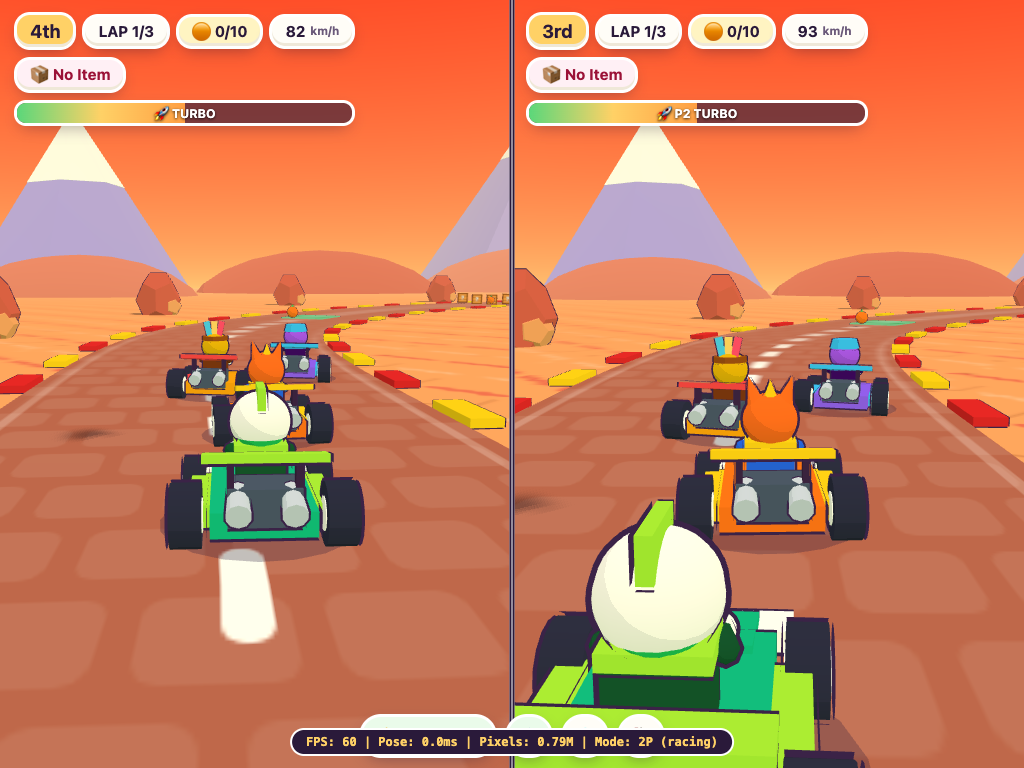 4th LAP 1/3 0/10 82 km/h
No Item
TURBO
3rd LAP 1/3 0/10 93 km/h
No Item
P2 TURBO
FPS: 60 | Pose: 0.0ms | Pixels: 0.79M | Mode: 2P (racing)